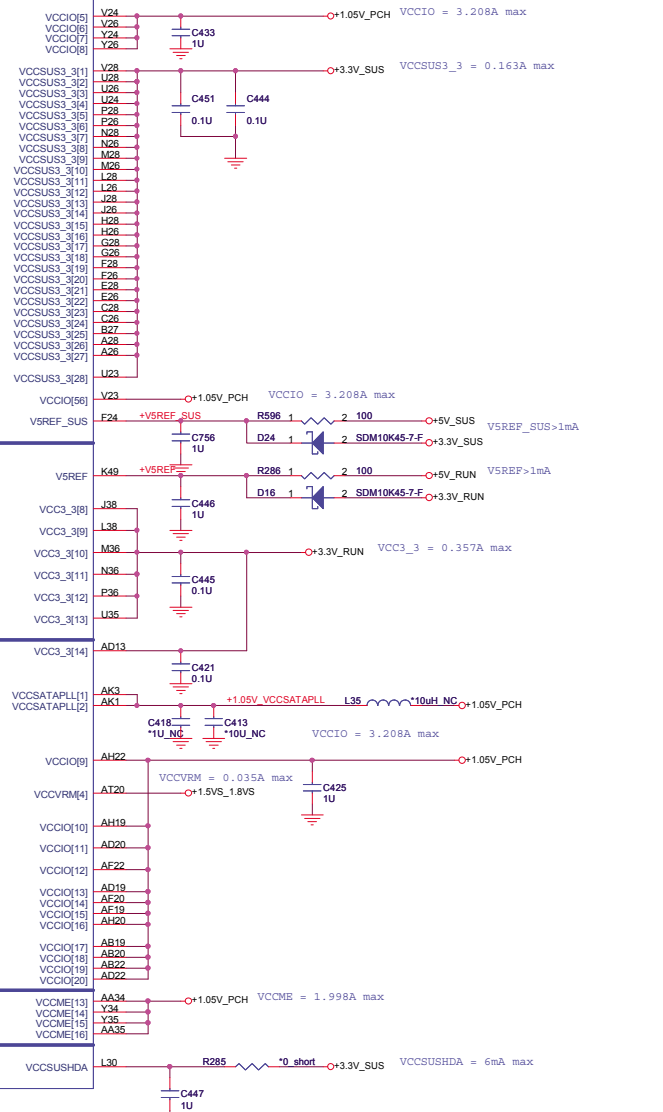 VCCIO[5] V24 +1.05V_PCH VCCIO = 3.208A max
VCCIO[6] V26
VCCIO[7] Y24 C433
VCCIO[8] Y26 1U
VCCSUS3_3[1] V28 +3.3V_SUS VCCSUS3_3 = 0.163A max
VCCSUS3_3[2] U28
VCCSUS3_3[3] U26
VCCSUS3_3[4] U24 C451 C444
VCCSUS3_3[5] P28
VCCSUS3_3[6] P26 0.1U 0.1U
VCCSUS3_3[7] N28
VCCSUS3_3[8] N26
VCCSUS3_3[9] M28
VCCSUS3_3[10] M26
VCCSUS3_3[11] L28
VCCSUS3_3[12] L26
VCCSUS3_3[13] J28
VCCSUS3_3[14] J26
VCCSUS3_3[15] H28
VCCSUS3_3[16] H26
VCCSUS3_3[17] G28
VCCSUS3_3[18] G26
VCCSUS3_3[19] F28
VCCSUS3_3[20] F26
VCCSUS3_3[21] E28
VCCSUS3_3[22] E26
VCCSUS3_3[23] C28
VCCSUS3_3[24] C26
VCCSUS3_3[25] B27
VCCSUS3_3[26] A28
VCCSUS3_3[27] A26
VCCSUS3_3[28] U23
VCCIO[56] V23 +1.05V_PCH VCCIO = 3.208A max
V5REF_SUS F24 +V5REF_SUS R596 1 2 100 +5V_SUS V5REF_SUS>1mA
C756 D24 1 2 SDM10K45-7-F +3.3V_SUS
1U
V5REF K49 +V5REF R286 1 2 100 +5V_RUN V5REF>1mA
D16 1 2 SDM10K45-7-F +3.3V_RUN
VCC3_3[8] J38 C446
1U
VCC3_3[9] L38
VCC3_3[10] M36 +3.3V_RUN VCC3_3 = 0.357A max
VCC3_3[11] N36 C445
VCC3_3[12] P36 0.1U
VCC3_3[13] U35
VCC3_3[14] AD13
C421
0.1U
VCCSATAPLL[1] AK3
VCCSATAPLL[2] AK1 +1.05V_VCCSATAPLL L35 *10uH_NC +1.05V_PCH
C418 C413
*1U_NC *10U_NC VCCIO = 3.208A max
VCCIO[9] AH22 +1.05V_PCH
VCCVRM = 0.035A max
VCCVRM[4] AT20 +1.5VS_1.8VS C425
1U
VCCIO[10] AH19
VCCIO[11] AD20
VCCIO[12] AF22
VCCIO[13] AD19
VCCIO[14] AF20
VCCIO[15] AF19
VCCIO[16] AH20
VCCIO[17] AB19
VCCIO[18] AB20
VCCIO[19] AB22
VCCIO[20] AD22
VCCME[13] AA34 +1.05V_PCH VCCME = 1.998A max
VCCME[14] Y34
VCCME[15] Y35
VCCME[16] AA35
VCCSUSHDA L30 R285 *0_short +3.3V_SUS VCCSUSHDA = 6mA max
C447
1U